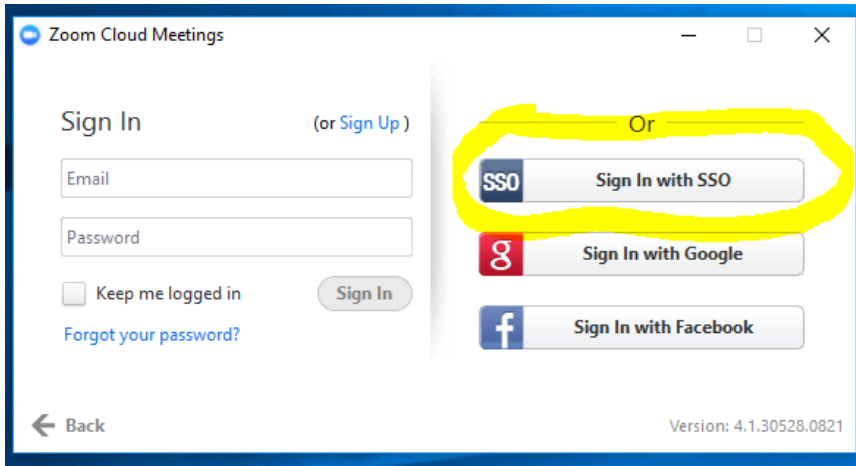 Zoom Cloud Meetings
Sign In
(or Sign Up )
Email
Password
Keep me logged in
Sign In
Forgot your password?
Or
SSO
Sign In with SSO
g
Sign In with Google
f
Sign In with Facebook
Back
Version: 4.1.30528.0821